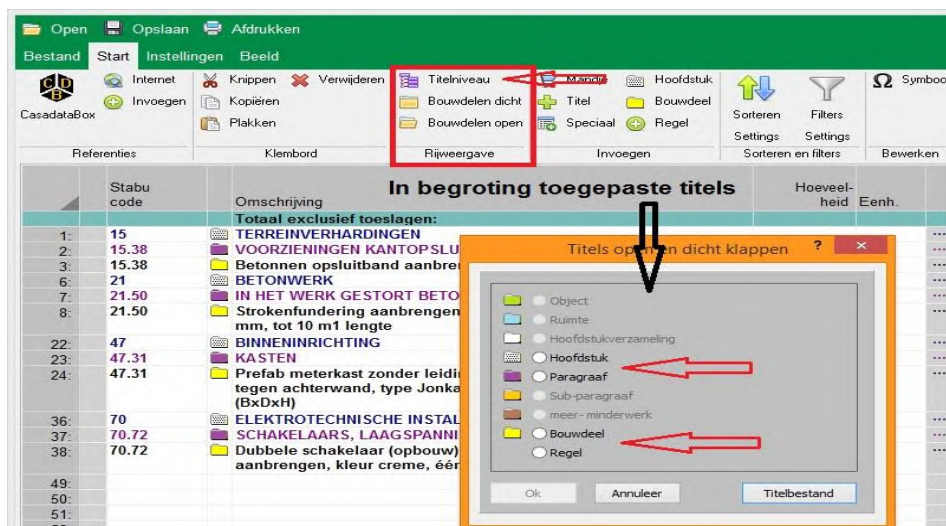 Open Opslaan Afdrukken
Bestand Start Instellingen Beeld
Internet Knippen Verwijderen Titelniveau Hoofdstuk Symboo
Invoegen Kopiëren Bouwdelen dicht Titel Bouwdeel
CasadataBox Plakken Bouwdelen open Speciaal Regel Sorteren Filters
Settings Settings
Referenties Klembord Rijweergave Invoegen Sorteren en filters Bewerken
In begroting toegepaste titels
Stabu Hoeveel-
code Omschrijving heid Eenh.
Totaal exclusief toeslagen:
1: 15 TERREINVERHARDINGEN
2: 15.38 VOORZIENINGEN KANTOPSLU
3: 15.38 Betonnen opsluitband aanbre
6: 21 BETONWERK
7: 21.50 IN HET WERK GESTORT BETO
8: 21.50 Strokenfundering aanbrengen
mm, tot 10 m1 lengte
22: 47 BINNENINRICHTING
23: 47.31 KASTEN
24: 47.31 Prefab meterkast zonder leidi
tegen achterwand, type Jonka
(BxDxH)
36: 70 ELEKTROTECHNISCHE INSTAL
37: 70.72 SCHAKELAARS, LAAGSPANNI
38: 70.72 Dubbele schakelaar (opbouw)
aanbrengen, kleur creme, één
49:
50:
51:
Titels open en dicht klappen ?
Object
Ruimte
Hoofdstukverzameling
Hoofdstuk
Paragraaf
Sub-paragraaf
meer- minderwerk
Bouwdeel
Regel
Ok Annuleer Titelbestand